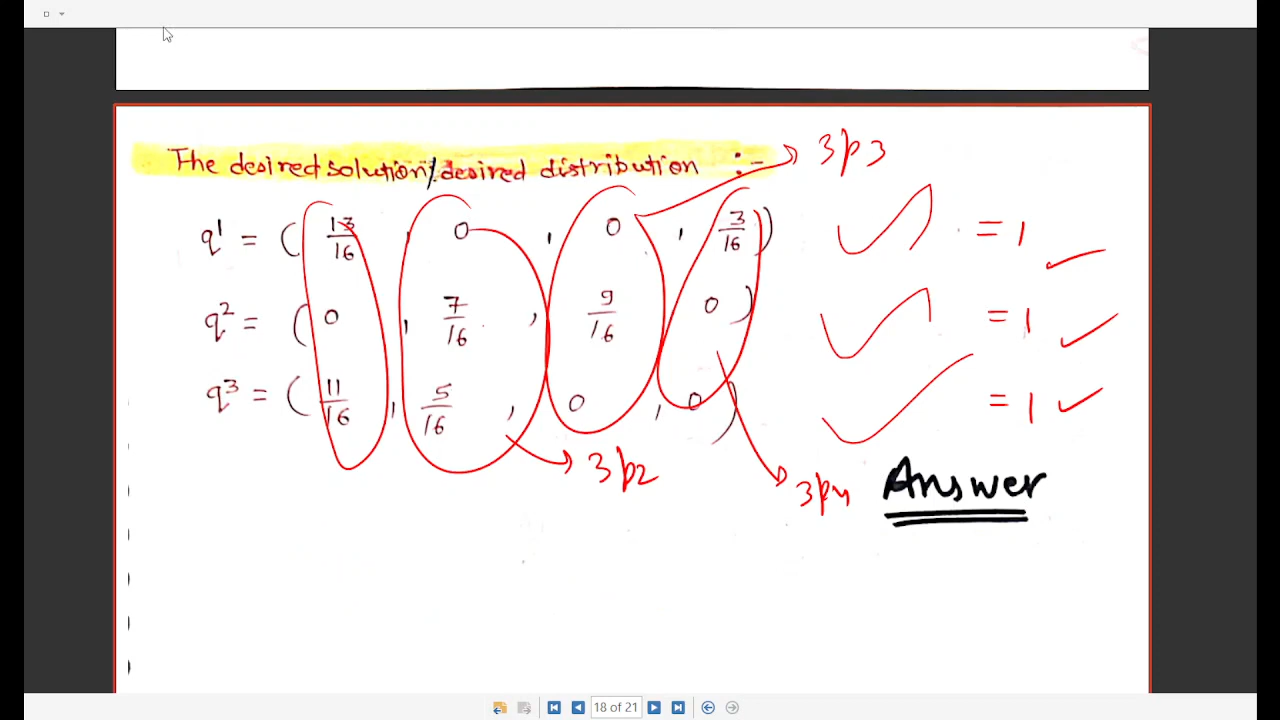 The desired solution/desired distribution :- → 3p3
q¹ = ( 13/16 , 0 , 0 , 3/16 ) = 1
q² = ( 0 , 7/16 , 9/16 , 0 ) = 1
q³ = ( 11/16 , 5/16 , 0 , 0 ) = 1
→ 3p2
→ 3p4
Answer
18 of 21